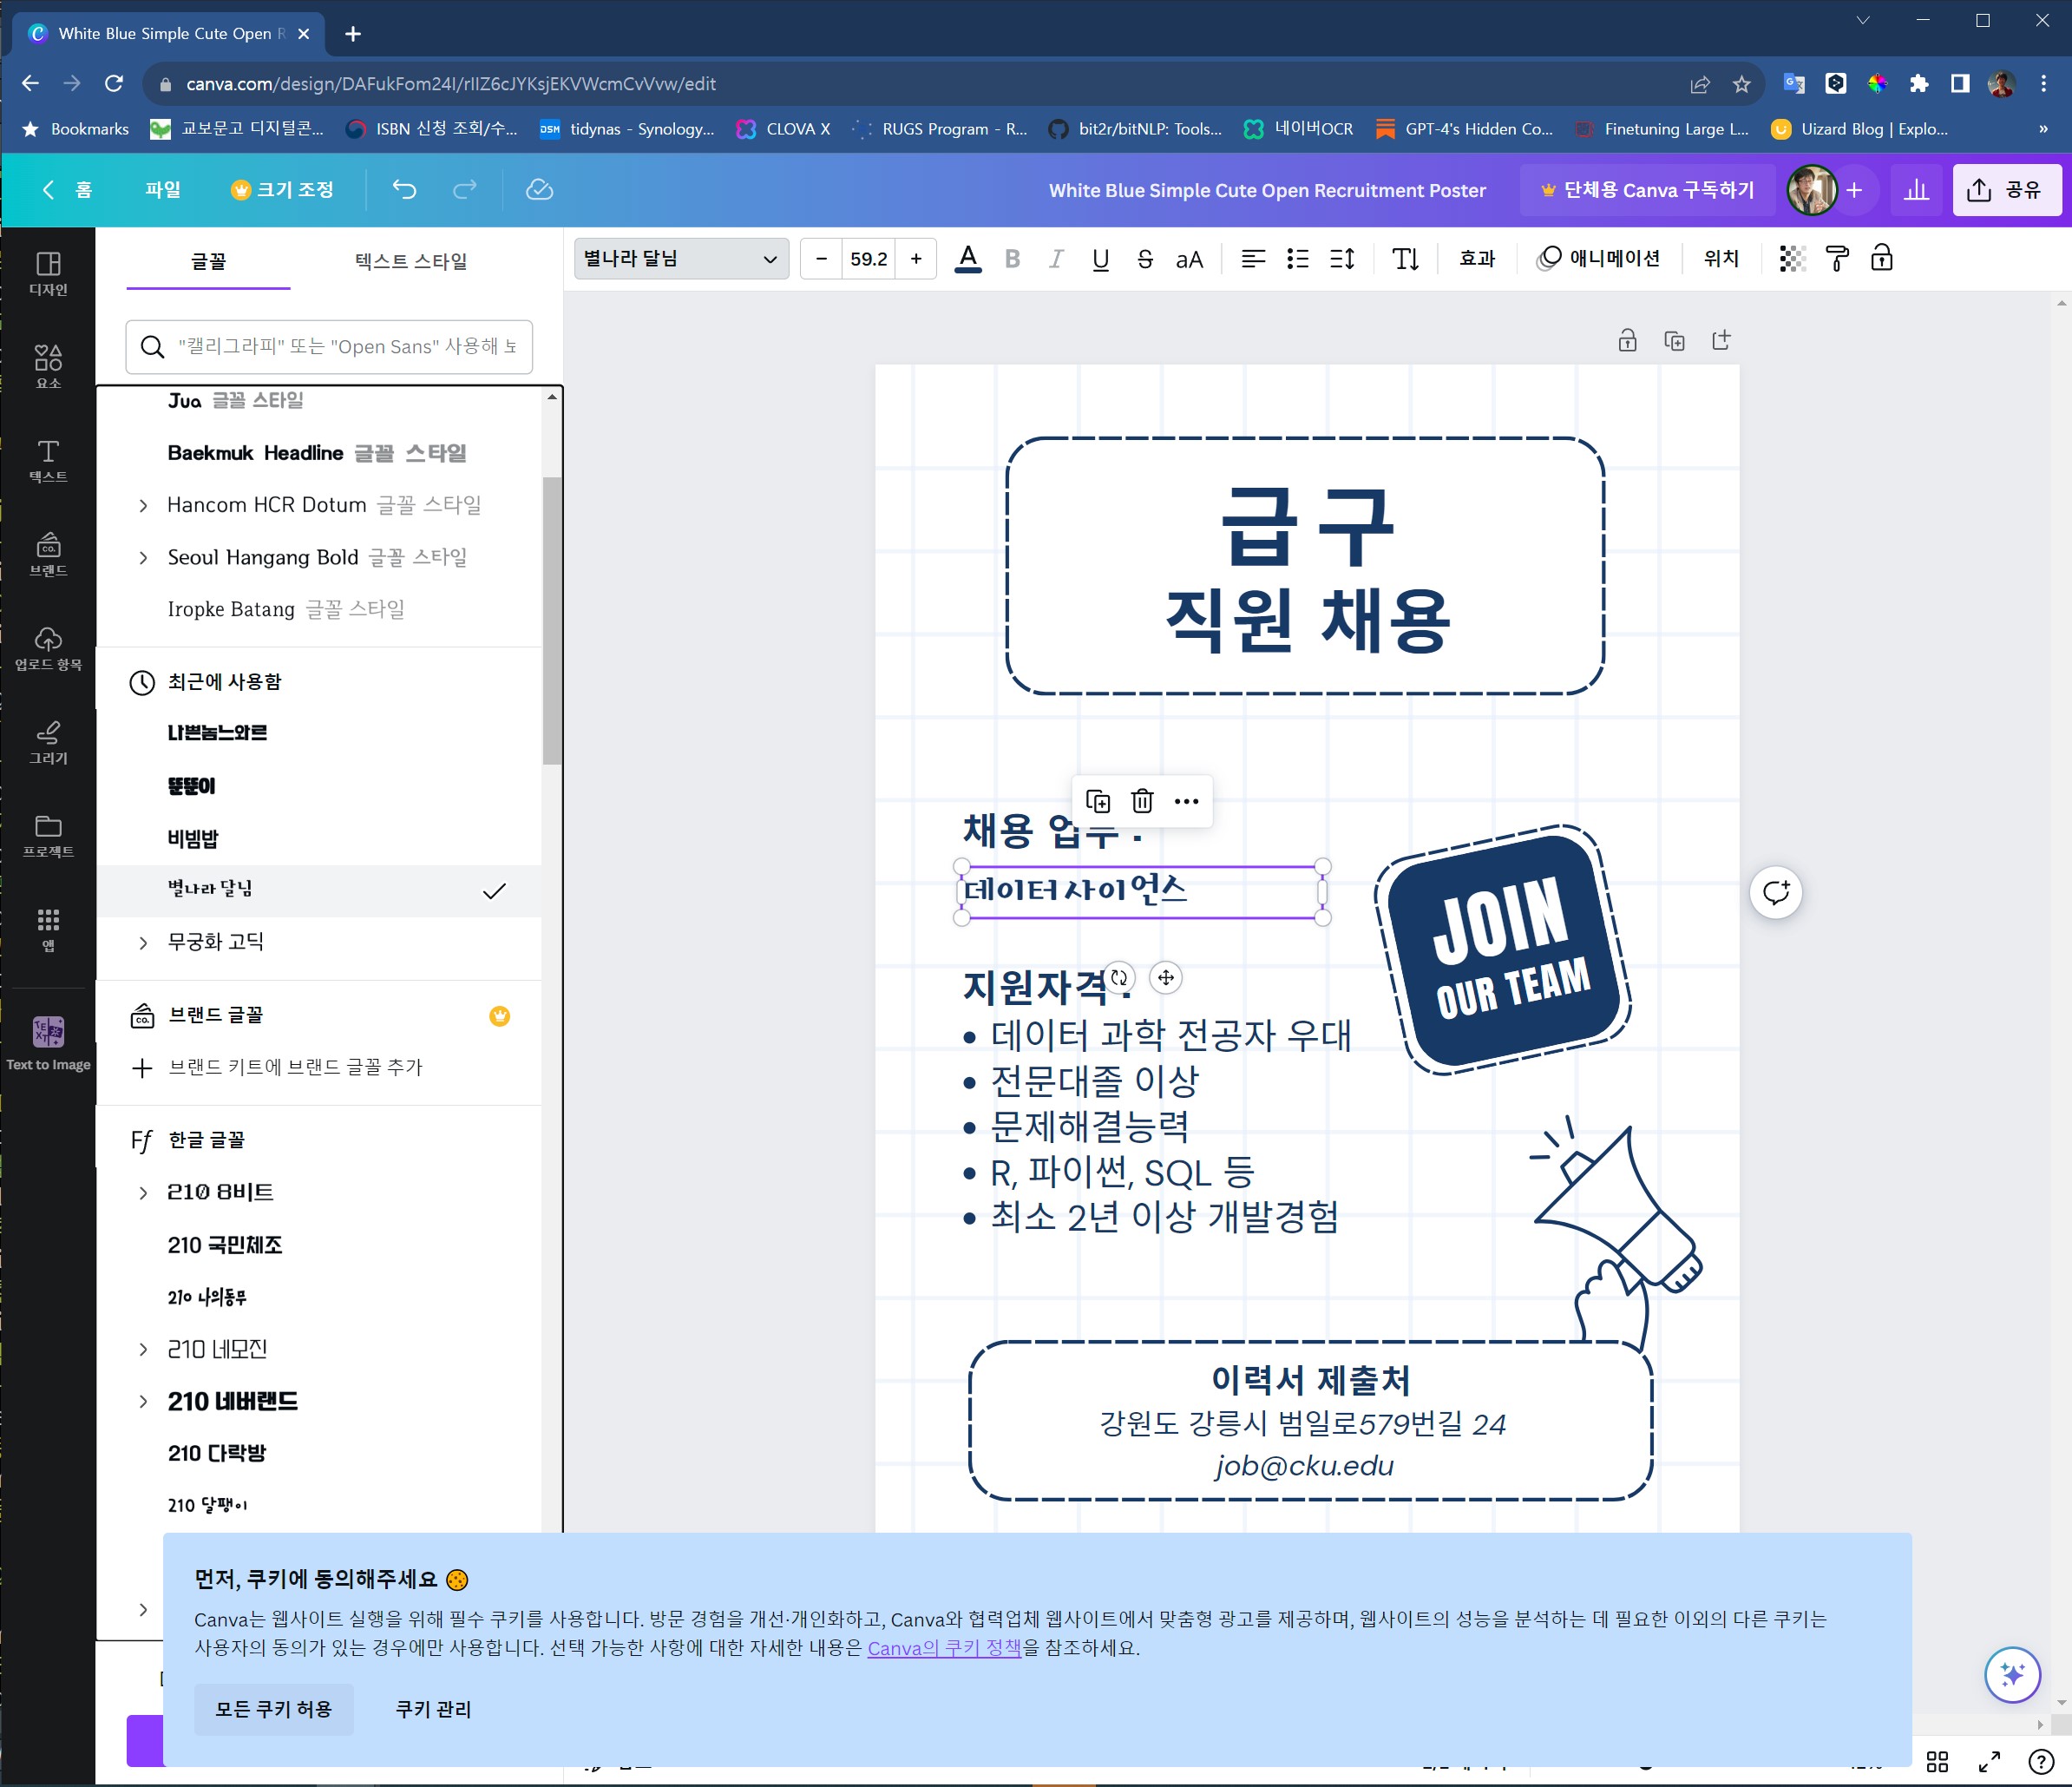 White Blue Simple Cute Open R
canva.com/design/DAFukFom24I/rIIZ6cJYKsjEKVWcmCvVvw/edit
Bookmarks 교보문고 디지털콘... ISBN 신청 조회/수... DSM tidynas - Synology... CLOVA X RUGS Program - R... bit2r/bitNLP: Tools... 네이버OCR GPT-4's Hidden Co... Finetuning Large L... Uizard Blog | Explo... »
홈 파일 크기 조정 White Blue Simple Cute Open Recruitment Poster 단체용 Canva 구독하기 공유
글꼴 텍스트 스타일
별나라 달님 − 59.2 + A B I U S aA 효과 애니메이션 위치
디자인
요소
텍스트
브랜드
업로드 항목
그리기
프로젝트
앱
Text to Image
"캘리그라피" 또는 "Open Sans" 사용해 보
Jua 글꼴 스타일
Baekmuk Headline 글꼴 스타일
Hancom HCR Dotum 글꼴 스타일
Seoul Hangang Bold 글꼴 스타일
Iropke Batang 글꼴 스타일
최근에 사용함
나쁜놈느와르
뚠뚠이
비빔밥
별나라 달님
무궁화 고딕
브랜드 글꼴
브랜드 키트에 브랜드 글꼴 추가
Ff 한글 글꼴
210 8비트
210 국민체조
210 나의동무
210 네모진
210 네버랜드
210 다락방
210 달팽이
급구
직원 채용
채용 업무 :
데이터 사이언스
지원자격 :
• 데이터 과학 전공자 우대
• 전문대졸 이상
• 문제해결능력
• R, 파이썬, SQL 등
• 최소 2년 이상 개발경험
JOIN
OUR TEAM
이력서 제출처
강원도 강릉시 범일로579번길 24
job@cku.edu
먼저, 쿠키에 동의해주세요
Canva는 웹사이트 실행을 위해 필수 쿠키를 사용합니다. 방문 경험을 개선·개인화하고, Canva와 협력업체 웹사이트에서 맞춤형 광고를 제공하며, 웹사이트의 성능을 분석하는 데 필요한 이외의 다른 쿠키는
사용자의 동의가 있는 경우에만 사용합니다. 선택 가능한 사항에 대한 자세한 내용은 Canva의 쿠키 정책을 참조하세요.
모든 쿠키 허용 쿠키 관리